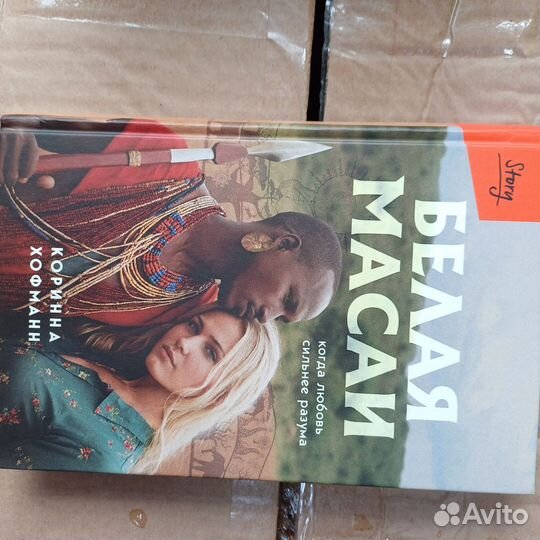 Story
БЕЛАЯ
МАСАИ
когда любовь
сильнее разума
КОРИННА
ХОФМАНН
Avito